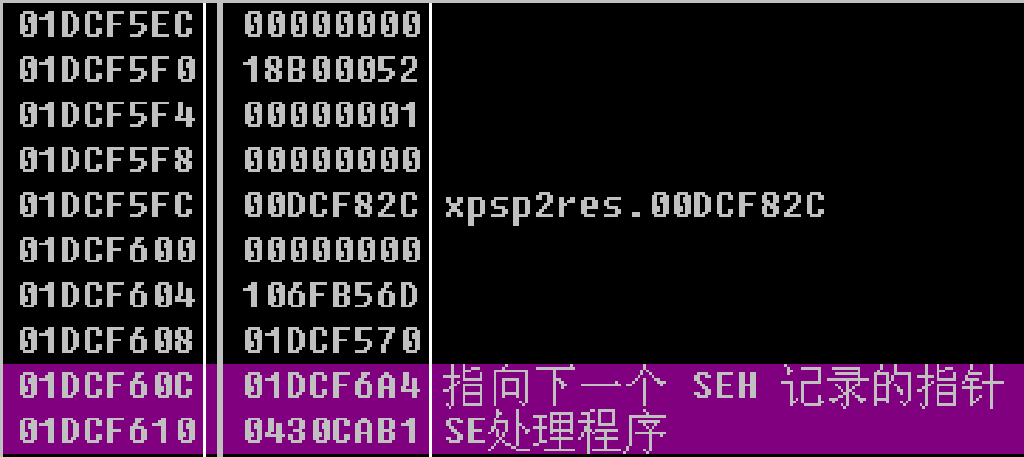 01DCF5EC 00000000
01DCF5F0 18B00052
01DCF5F4 00000001
01DCF5F8 00000000
01DCF5FC 00DCF82C xpsp2res.00DCF82C
01DCF600 00000000
01DCF604 106FB56D
01DCF608 01DCF570
01DCF60C 01DCF6A4 指向下一个 SEH 记录的指针
01DCF610 0430CAB1 SE处理程序